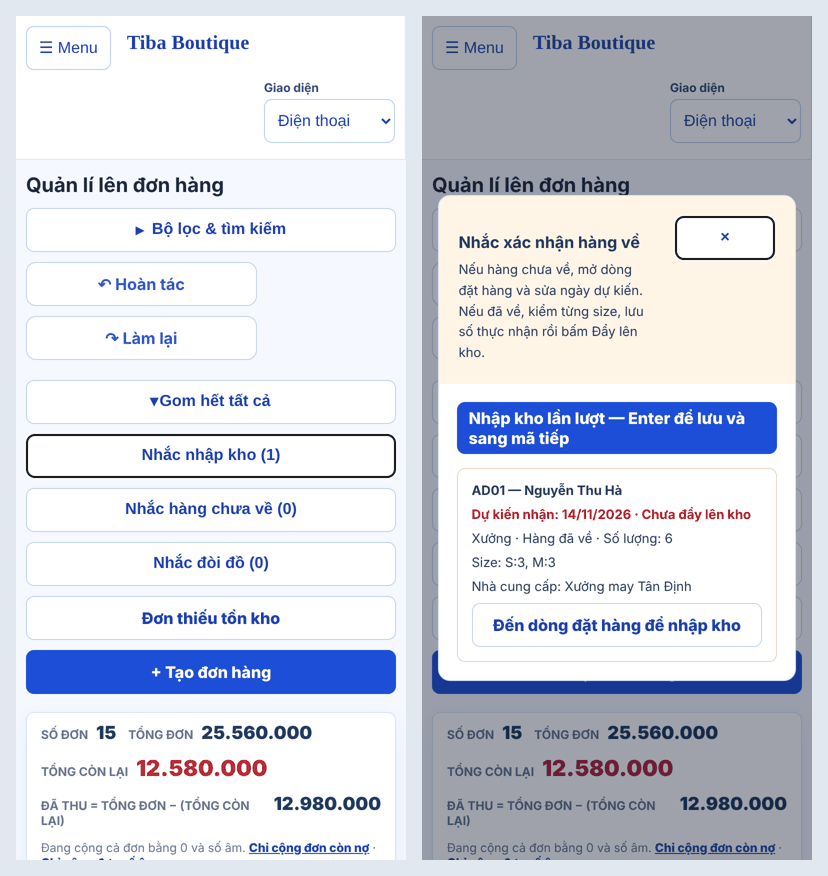 ☰ Menu
Tiba Boutique
Giao diện
Điện thoại
Quản lí lên đơn hàng
▸ Bộ lọc & tìm kiếm
↶ Hoàn tác
↷ Làm lại
▾Gom hết tất cả
Nhắc nhập kho (1)
Nhắc hàng chưa về (0)
Nhắc đòi đồ (0)
Đơn thiếu tồn kho
+ Tạo đơn hàng
SỐ ĐƠN 15 TỔNG ĐƠN 25.560.000
TỔNG CÒN LẠI 12.580.000
ĐÃ THU = TỔNG ĐƠN − (TỔNG CÒN LẠI) 12.980.000
Đang cộng cả đơn bằng 0 và số âm. Chỉ cộng đơn còn nợ ·
☰ Menu
Tiba Boutique
Giao diện
Điện thoại
Quản lí lên đơn hàng
Nhắc xác nhận hàng về
×
Nếu hàng chưa về, mở dòng
đặt hàng và sửa ngày dự kiến.
Nếu đã về, kiểm từng size, lưu
số thực nhận rồi bấm Đẩy lên
kho.
Nhập kho lần lượt — Enter để lưu và
sang mã tiếp
AD01 — Nguyễn Thu Hà
Dự kiến nhận: 14/11/2026 · Chưa đẩy lên kho
Xưởng · Hàng đã về · Số lượng: 6
Size: S:3, M:3
Nhà cung cấp: Xưởng may Tân Định
Đến dòng đặt hàng để nhập kho
SỐ ĐƠN 15 TỔNG ĐƠN 25.560.000
TỔNG CÒN LẠI 12.580.000
ĐÃ THU = TỔNG ĐƠN − (TỔNG CÒN LẠI) 12.980.000
Đang cộng cả đơn bằng 0 và số âm. Chỉ cộng đơn còn nợ ·